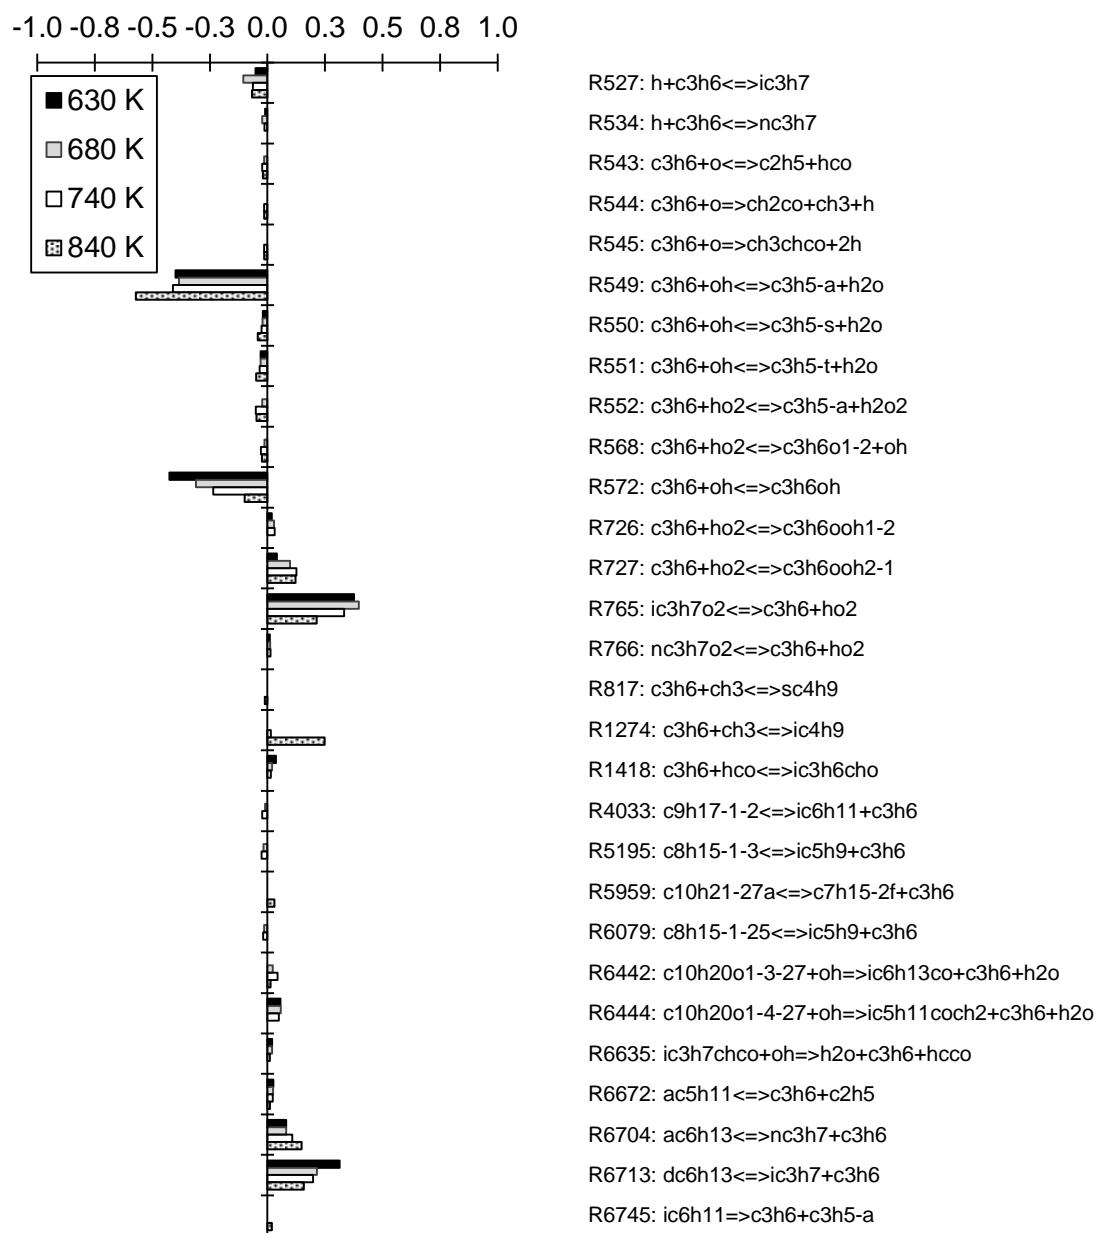 -1.0 -0.8 -0.5 -0.3 0.0 0.3 0.5 0.8 1.0
630 K
680 K
740 K
840 K
R527: h+c3h6<=>ic3h7
R534: h+c3h6<=>nc3h7
R543: c3h6+o<=>c2h5+hco
R544: c3h6+o=>ch2co+ch3+h
R545: c3h6+o=>ch3chco+2h
R549: c3h6+oh<=>c3h5-a+h2o
R550: c3h6+oh<=>c3h5-s+h2o
R551: c3h6+oh<=>c3h5-t+h2o
R552: c3h6+ho2<=>c3h5-a+h2o2
R568: c3h6+ho2<=>c3h6o1-2+oh
R572: c3h6+oh<=>c3h6oh
R726: c3h6+ho2<=>c3h6ooh1-2
R727: c3h6+ho2<=>c3h6ooh2-1
R765: ic3h7o2<=>c3h6+ho2
R766: nc3h7o2<=>c3h6+ho2
R817: c3h6+ch3<=>sc4h9
R1274: c3h6+ch3<=>ic4h9
R1418: c3h6+hco<=>ic3h6cho
R4033: c9h17-1-2<=>ic6h11+c3h6
R5195: c8h15-1-3<=>ic5h9+c3h6
R5959: c10h21-27a<=>c7h15-2f+c3h6
R6079: c8h15-1-25<=>ic5h9+c3h6
R6442: c10h20o1-3-27+oh=>ic6h13co+c3h6+h2o
R6444: c10h20o1-4-27+oh=>ic5h11coch2+c3h6+h2o
R6635: ic3h7chco+oh=>h2o+c3h6+hcco
R6672: ac5h11<=>c3h6+c2h5
R6704: ac6h13<=>nc3h7+c3h6
R6713: dc6h13<=>ic3h7+c3h6
R6745: ic6h11=>c3h6+c3h5-a